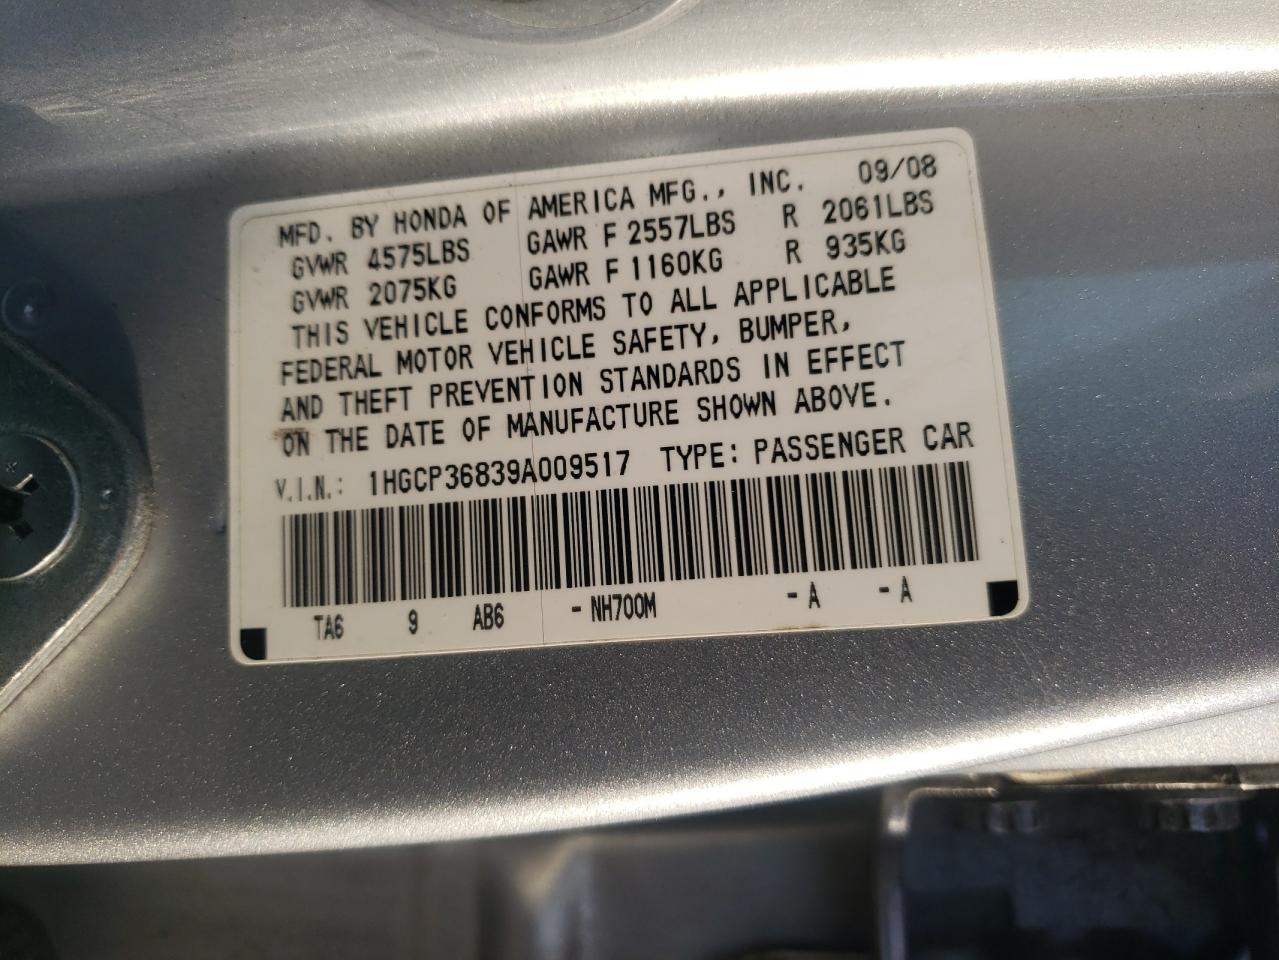 MFD. BY HONDA OF AMERICA MFG., INC. 09/08
GVWR 4575LBS GAWR F 2557LBS R 2061LBS
GVWR 2075KG GAWR F 1160KG R 935KG
THIS VEHICLE CONFORMS TO ALL APPLICABLE
FEDERAL MOTOR VEHICLE SAFETY, BUMPER,
AND THEFT PREVENTION STANDARDS IN EFFECT
ON THE DATE OF MANUFACTURE SHOWN ABOVE.
V.I.N.: 1HGCP36839A009517 TYPE: PASSENGER CAR
TA6 9 AB6 - NH700M - A - A